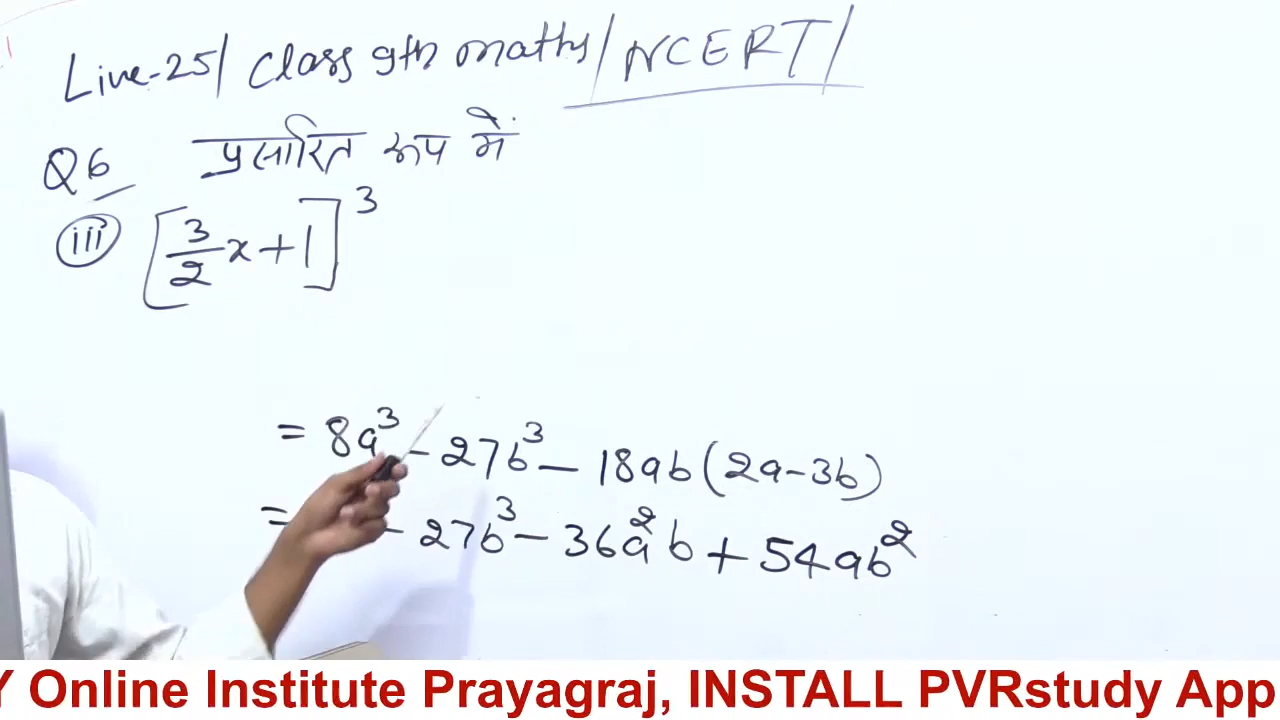 Live-25/ Class 9th maths/NCERT/
Q6 प्रसारित रूप में
(iii) [3/2 x+1]^3
= 8a^3 - 27b^3 - 18ab(2a-3b)
= - 27b^3 - 36a^2b + 54ab^2
Online Institute Prayagraj, INSTALL PVRstudy App